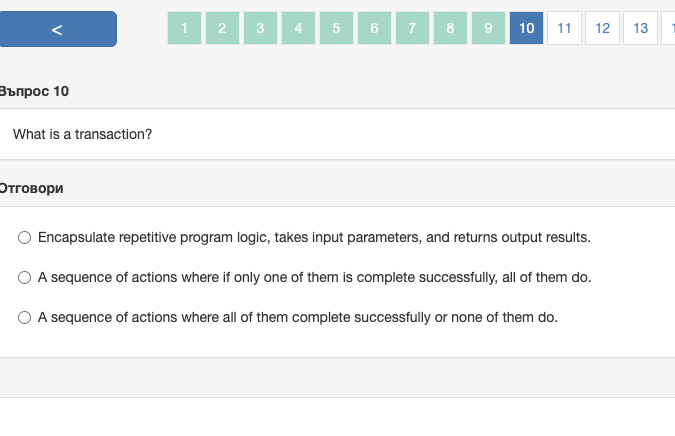 < 1 2 3 4 5 6 7 8 9 10 11 12 13
Въпрос 10
What is a transaction?
Отговори
Encapsulate repetitive program logic, takes input parameters, and returns output results.
A sequence of actions where if only one of them is complete successfully, all of them do.
A sequence of actions where all of them complete successfully or none of them do.